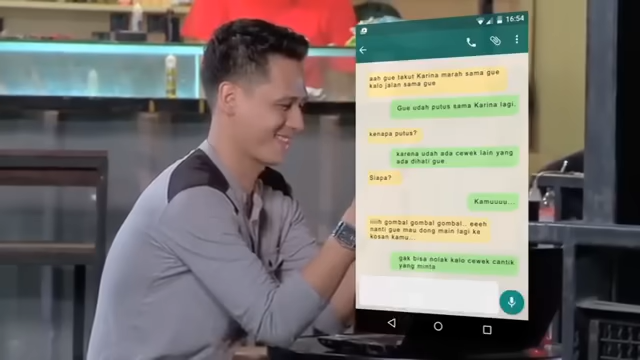 16:54
aah gue takut Karina marah sama gue
kalo jalan sama gue
Gue udah putus sama Karina lagi.
kenapa putus?
karena udah ada cewek lain yang
ada dihati gue
Siapa?
Kamuuuu...
iiiih gombal gombal gombal.. eeeh
nanti gue mau dong main lagi ke
kosan kamu...
gak bisa nolak kalo cewek cantik
yang minta